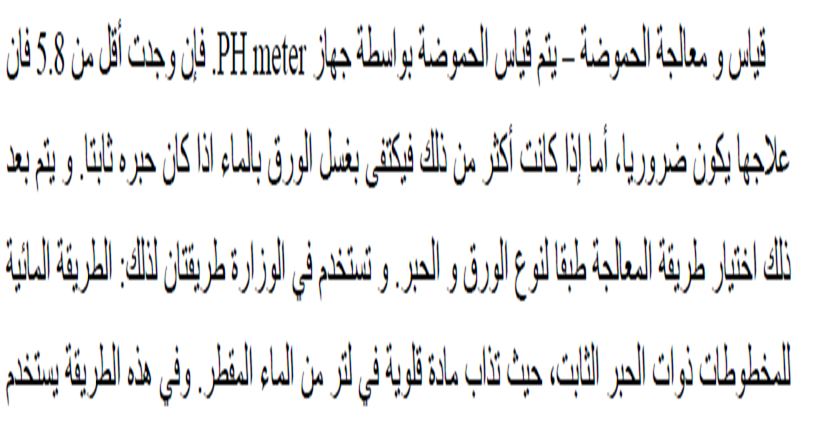 قياس و معالجة الحموضة – يتم قياس الحموضة بواسطة جهاز PH meter. فإن وجدت أقل من 5.8 فان
علاجها يكون ضروريا، أما إذا كانت أكثر من ذلك فيكتفى بغسل الورق بالماء اذا كان حبره ثابتا. و يتم بعد
ذلك اختيار طريقة المعالجة طبقا لنوع الورق و الحبر. و تستخدم في الوزارة طريقتان لذلك: الطريقة المائية
للمخطوطات ذوات الحبر الثابت، حيث تذاب مادة قلوية في لتر من الماء المقطر. وفي هذه الطريقة يستخدم